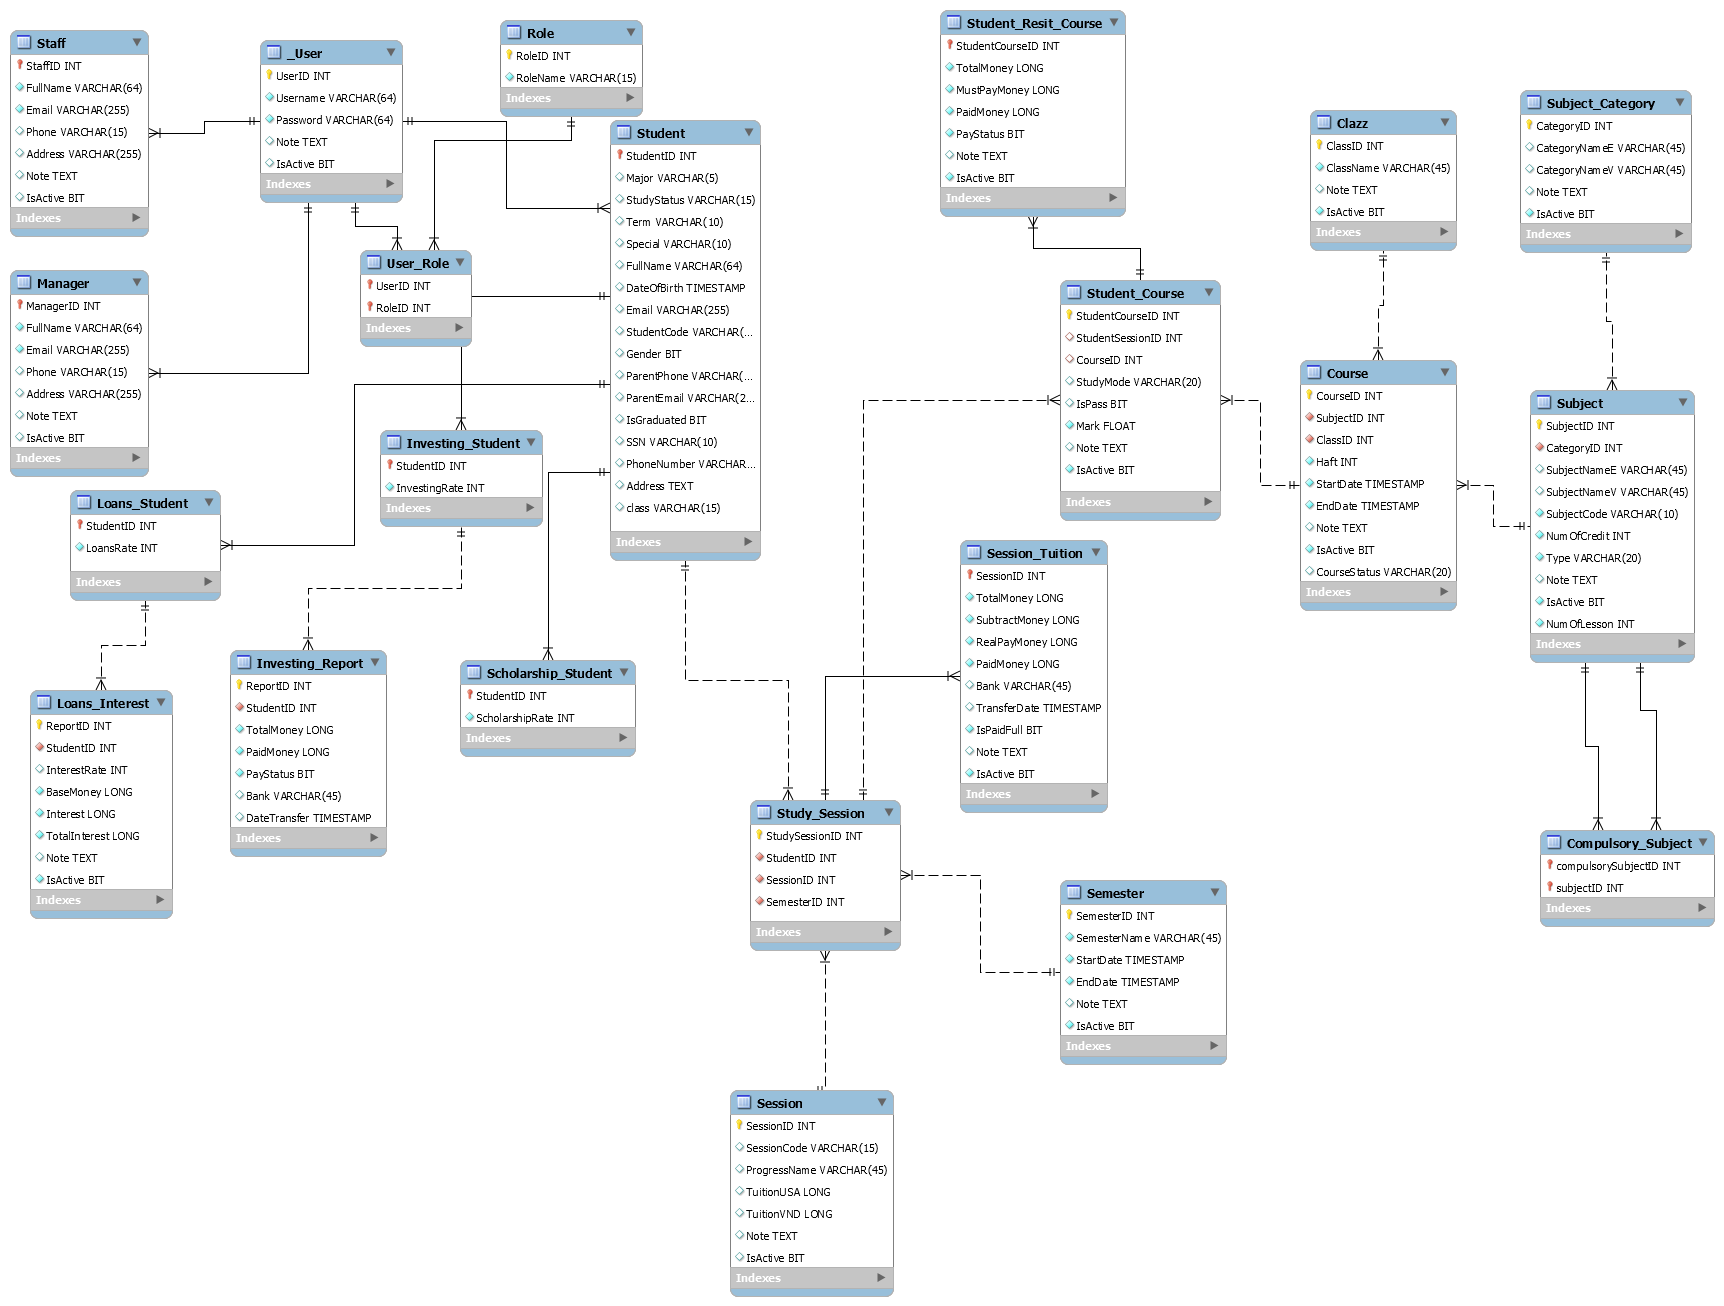 Staff
StaffID INT
FullName VARCHAR(64)
Email VARCHAR(255)
Phone VARCHAR(15)
Address VARCHAR(255)
Note TEXT
IsActive BIT
Indexes
_User
UserID INT
Username VARCHAR(64)
Password VARCHAR(64)
Note TEXT
IsActive BIT
Indexes
Role
RoleID INT
RoleName VARCHAR(15)
Indexes
Student
StudentID INT
Major VARCHAR(5)
StudyStatus VARCHAR(15)
Term VARCHAR(10)
Special VARCHAR(10)
FullName VARCHAR(64)
DateOfBirth TIMESTAMP
Email VARCHAR(255)
StudentCode VARCHAR(...
Gender BIT
ParentPhone VARCHAR(...
ParentEmail VARCHAR(2...
IsGraduated BIT
SSN VARCHAR(10)
PhoneNumber VARCHAR...
Address TEXT
class VARCHAR(15)
Indexes
Student_Resit_Course
StudentCourseID INT
TotalMoney LONG
MustPayMoney LONG
PaidMoney LONG
PayStatus BIT
Note TEXT
IsActive BIT
Indexes
Clazz
ClassID INT
ClassName VARCHAR(45)
Note TEXT
IsActive BIT
Indexes
Subject_Category
CategoryID INT
CategoryNameE VARCHAR(45)
CategoryNameV VARCHAR(45)
Note TEXT
IsActive BIT
Indexes
Manager
ManagerID INT
FullName VARCHAR(64)
Email VARCHAR(255)
Phone VARCHAR(15)
Address VARCHAR(255)
Note TEXT
IsActive BIT
Indexes
User_Role
UserID INT
RoleID INT
Indexes
Student_Course
StudentCourseID INT
StudentSessionID INT
CourseID INT
StudyMode VARCHAR(20)
IsPass BIT
Mark FLOAT
Note TEXT
IsActive BIT
Indexes
Course
CourseID INT
SubjectID INT
ClassID INT
Haft INT
StartDate TIMESTAMP
EndDate TIMESTAMP
Note TEXT
IsActive BIT
CourseStatus VARCHAR(20)
Indexes
Subject
SubjectID INT
CategoryID INT
SubjectNameE VARCHAR(45)
SubjectNameV VARCHAR(45)
SubjectCode VARCHAR(10)
NumOfCredit INT
Type VARCHAR(20)
Note TEXT
IsActive BIT
NumOfLesson INT
Indexes
Investing_Student
StudentID INT
InvestingRate INT
Indexes
Loans_Student
StudentID INT
LoansRate INT
Indexes
Session_Tuition
SessionID INT
TotalMoney LONG
SubtractMoney LONG
RealPayMoney LONG
PaidMoney LONG
Bank VARCHAR(45)
TransferDate TIMESTAMP
IsPaidFull BIT
Note TEXT
IsActive BIT
Indexes
Investing_Report
ReportID INT
StudentID INT
TotalMoney LONG
PaidMoney LONG
PayStatus BIT
Bank VARCHAR(45)
DateTransfer TIMESTAMP
Indexes
Scholarship_Student
StudentID INT
ScholarshipRate INT
Indexes
Loans_Interest
ReportID INT
StudentID INT
InterestRate INT
BaseMoney LONG
Interest LONG
TotalInterest LONG
Note TEXT
IsActive BIT
Indexes
Study_Session
StudySessionID INT
StudentID INT
SessionID INT
SemesterID INT
Indexes
Compulsory_Subject
compulsorySubjectID INT
subjectID INT
Indexes
Semester
SemesterID INT
SemesterName VARCHAR(45)
StartDate TIMESTAMP
EndDate TIMESTAMP
Note TEXT
IsActive BIT
Indexes
Session
SessionID INT
SessionCode VARCHAR(15)
ProgressName VARCHAR(45)
TuitionUSA LONG
TuitionVND LONG
Note TEXT
IsActive BIT
Indexes